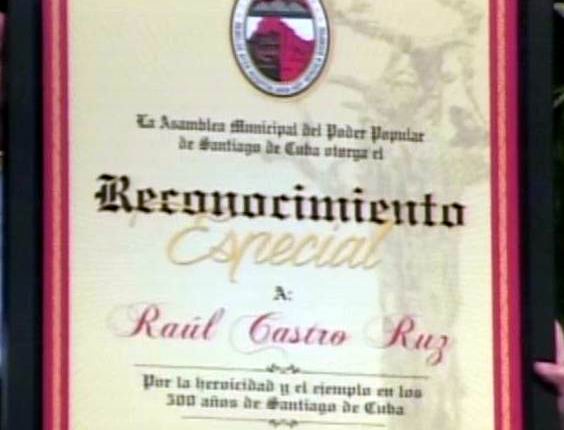 La Asamblea Municipal del Poder Popular
de Santiago de Cuba otorga el
Reconocimiento
Especial
A:
Raúl Castro Ruz
Por la heroicidad y el ejemplo en los
500 años de Santiago de Cuba